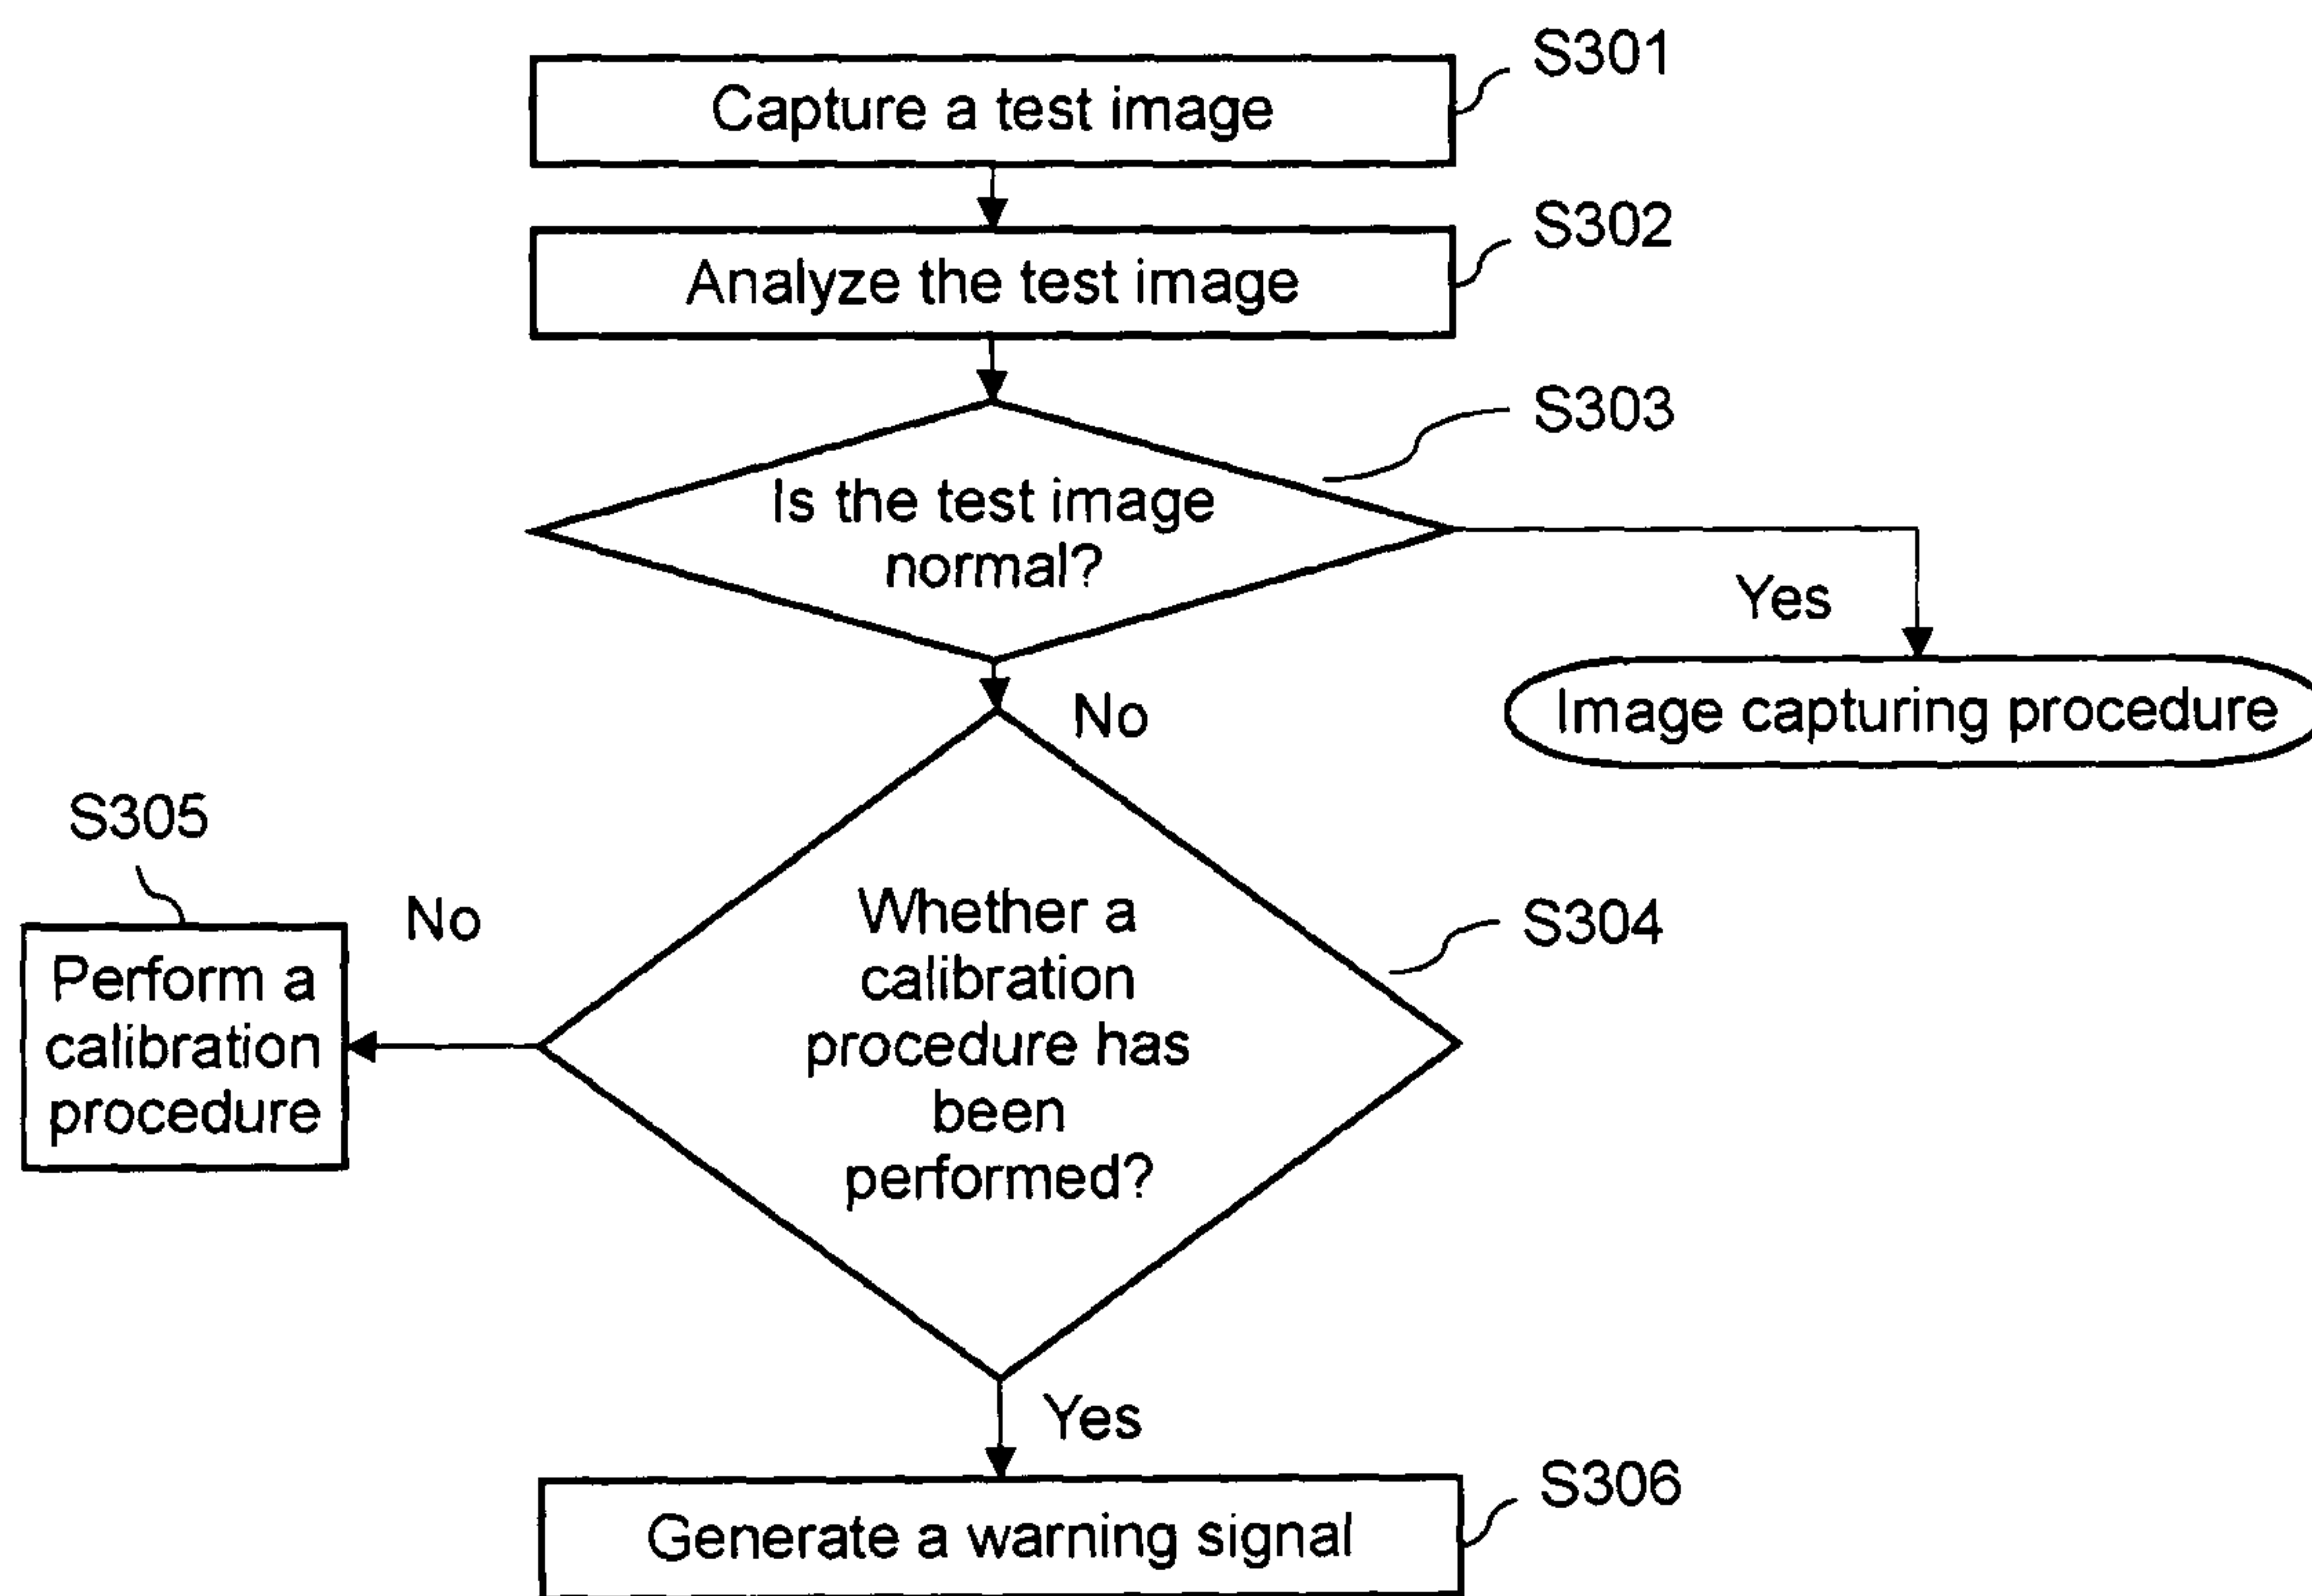 S301
Capture a test image
S302
Analyze the test image
S303
Is the test image
normal?
Yes
Image capturing procedure
No
S304
Whether a
calibration
procedure has
been
performed?
S305
No
Perform a
calibration
procedure
Yes
S306
Generate a warning signal